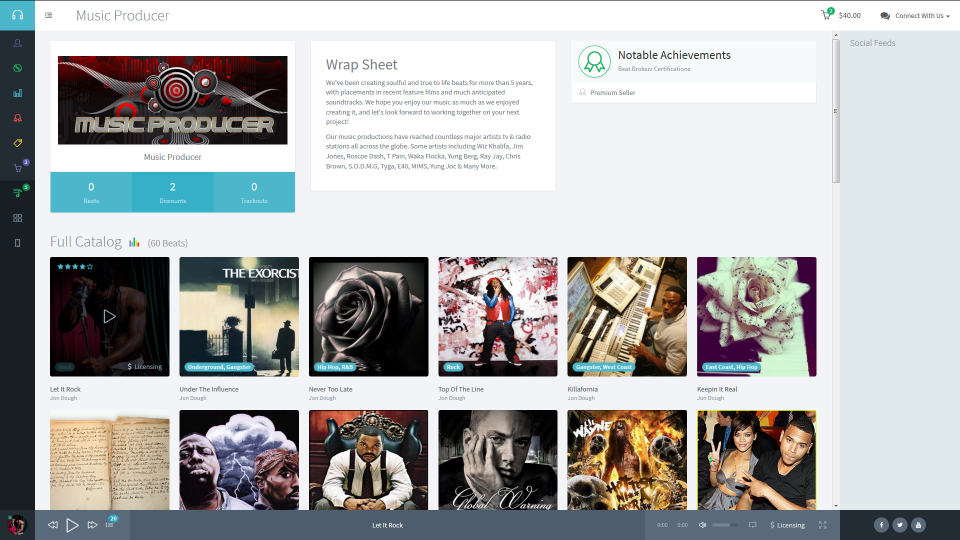 Music Producer
2
$40.00
Connect With Us
Social Feeds
MUSIC PRODUCER
Music Producer
0
Beats
2
Discounts
0
Trackouts
Wrap Sheet
We've been creating soulful and true to life beats for more than 5 years,
with placements in recent feature films and much anticipated
soundtracks. We hope you enjoy our music as much as we enjoyed
creating it, and let's look forward to working together on your next
project!
Our music productions have reached countless major artists tv & radio
stations all across the globe. Some artists including Wiz Khalifa, Jim
Jones, Roscoe Dash, T Pain, Waka Flocka, Yung Berg, Ray Jay, Chris
Brown, S.O.D.M.G, Tyga, E40, MIMS, Yung Joc & Many More.
Notable Achievements
Beat Brokerz Certifications
Premium Seller
Full Catalog
(60 Beats)
Rock
$ Licensing
Let It Rock
Jon Dough
THE EXORCIST
Underground, Gangster
Under The Influence
Jon Dough
Hip Hop, R&B
Never Too Late
Jon Dough
Rock
Top Of The Line
Jon Dough
Gangster, West Coast
Killafornia
Jon Dough
East Coast, Hip Hop
Keepin It Real
Jon Dough
Global Warning
WAYNE
20
Let It Rock
0:00
0:00
$ Licensing